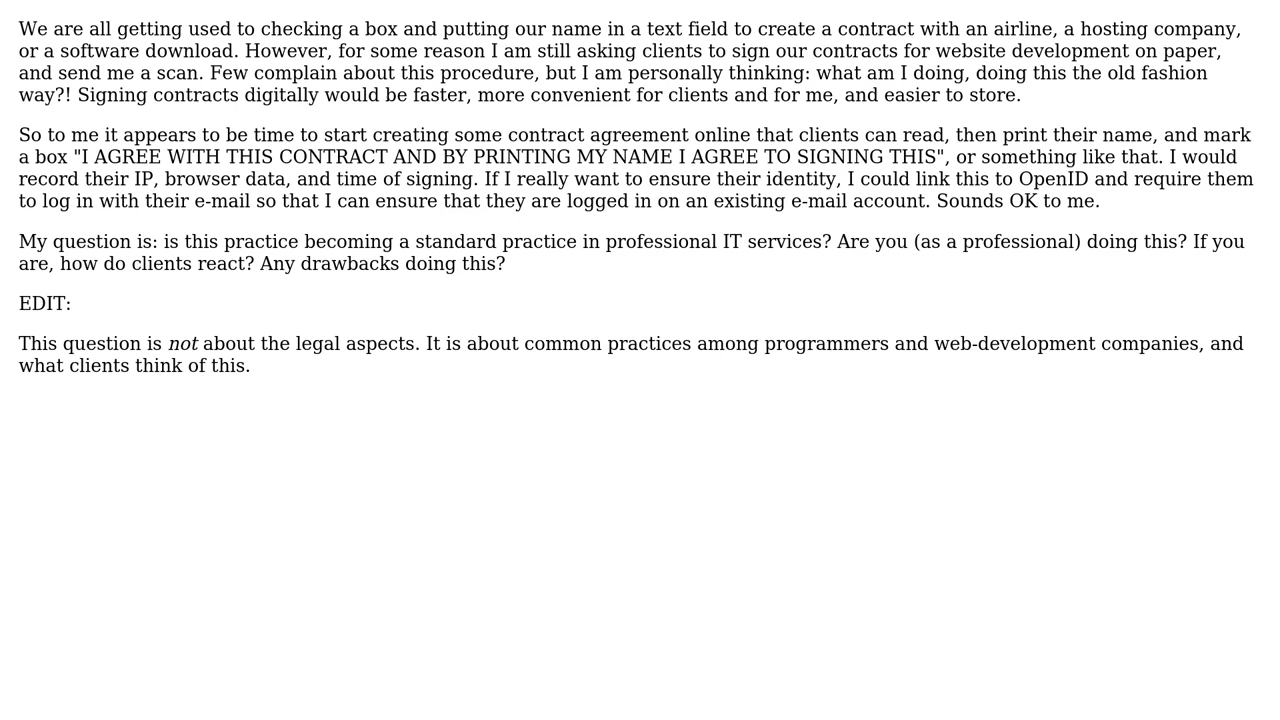 We are all getting used to checking a box and putting our name in a text field to create a contract with an airline, a hosting company,
or a software download. However, for some reason I am still asking clients to sign our contracts for website development on paper,
and send me a scan. Few complain about this procedure, but I am personally thinking: what am I doing, doing this the old fashion
way?! Signing contracts digitally would be faster, more convenient for clients and for me, and easier to store.
So to me it appears to be time to start creating some contract agreement online that clients can read, then print their name, and mark
a box "I AGREE WITH THIS CONTRACT AND BY PRINTING MY NAME I AGREE TO SIGNING THIS", or something like that. I would
record their IP, browser data, and time of signing. If I really want to ensure their identity, I could link this to OpenID and require them
to log in with their e-mail so that I can ensure that they are logged in on an existing e-mail account. Sounds OK to me.
My question is: is this practice becoming a standard practice in professional IT services? Are you (as a professional) doing this? If you
are, how do clients react? Any drawbacks doing this?
EDIT:
This question is not about the legal aspects. It is about common practices among programmers and web-development companies, and
what clients think of this.